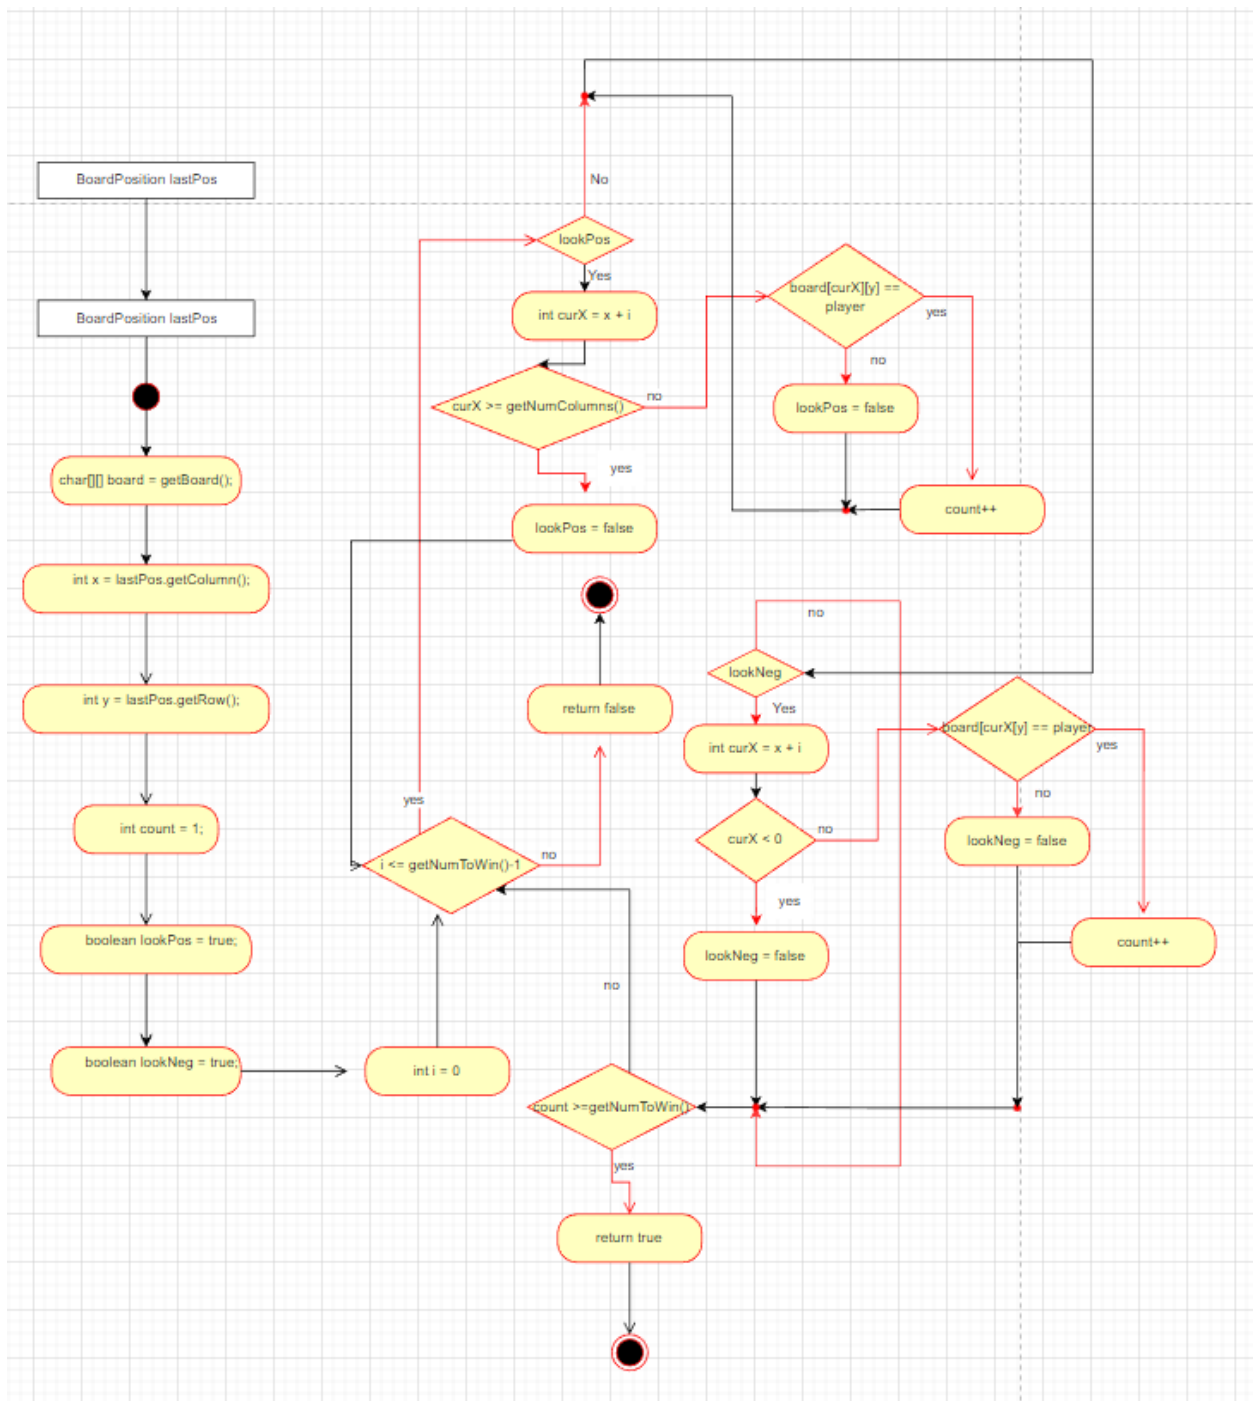 BoardPosition lastPos
BoardPosition lastPos
char[][] board = getBoard();
int x = lastPos.getColumn();
int y = lastPos.getRow();
int count = 1;
boolean lookPos = true;
boolean lookNeg = true;
int i = 0
i <= getNumToWin()-1
yes
no
return false
No
lookPos
Yes
int curX = x + i
curX >= getNumColumns()
no
yes
lookPos = false
board[curX][y] ==
player
yes
no
lookPos = false
count++
no
lookNeg
Yes
int curX = x + i
curX < 0
no
yes
lookNeg = false
board[curX[y] == player
yes
no
lookNeg = false
count++
no
count >=getNumToWin()
yes
return true